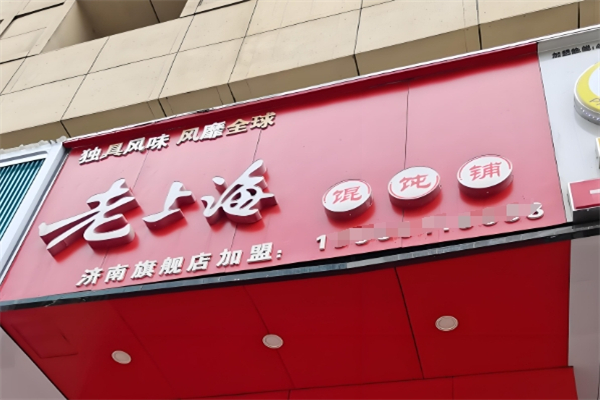 独具风味 风靡全球
老上海 馄饨铺
济南旗舰店加盟：1